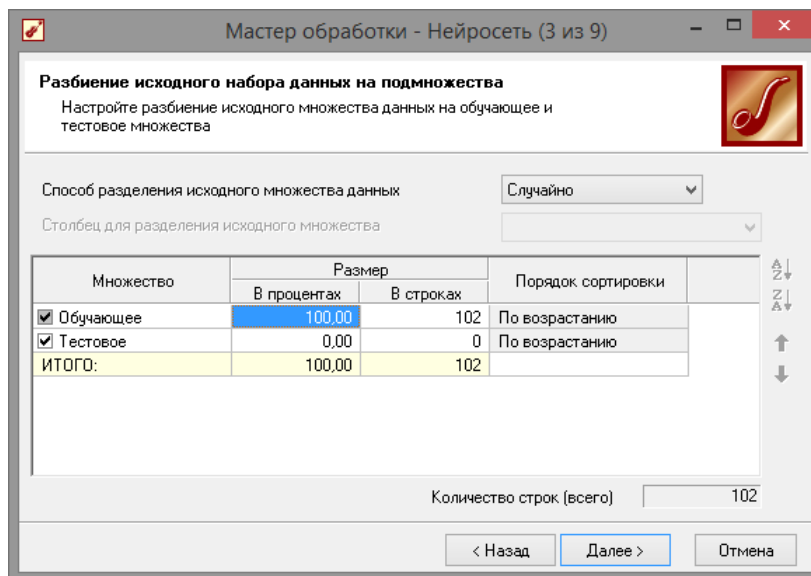 Мастер обработки - Нейросеть (3 из 9)
Разбиение исходного набора данных на подмножества
Настройте разбиение исходного множества данных на обучающее и
тестовое множества
Способ разделения исходного множества данных Случайно
Столбец для разделения исходного множества
Множество Размер Порядок сортировки
В процентах В строках
Обучающее 100,00 102 По возрастанию
Тестовое 0,00 0 По возрастанию
ИТОГО: 100,00 102
Количество строк (всего) 102
< Назад Далее > Отмена